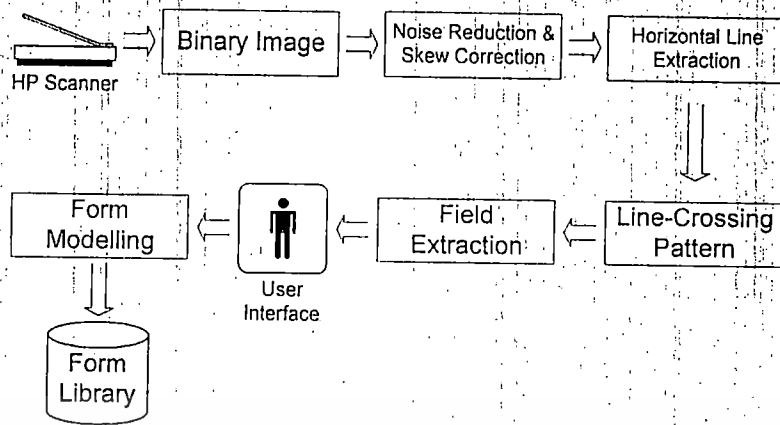 HP Scanner
Binary Image
Noise Reduction &
Skew Correction
Horizontal Line
Extraction
Line-Crossing
Pattern
Field
Extraction
User
Interface
Form
Modelling
Form
Library